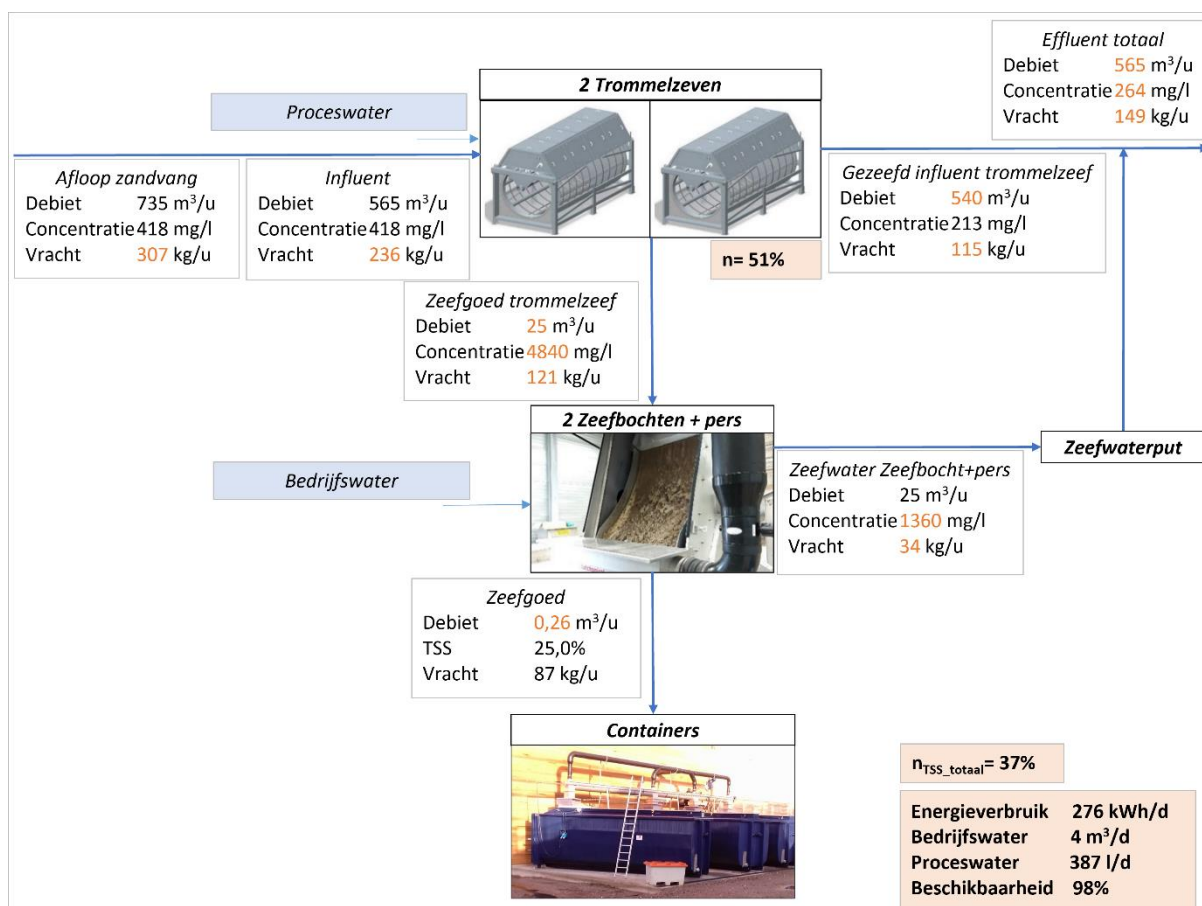 Effluent totaal
Debiet 565 m³/u
Concentratie 264 mg/l
Vracht 149 kg/u
2 Trommelzeven
Proceswater
Afloop zandvang
Debiet 735 m³/u
Concentratie 418 mg/l
Vracht 307 kg/u
Influent
Debiet 565 m³/u
Concentratie 418 mg/l
Vracht 236 kg/u
Gezeefd influent trommelzeef
Debiet 540 m³/u
Concentratie 213 mg/l
Vracht 115 kg/u
n= 51%
Zeefgoed trommelzeef
Debiet 25 m³/u
Concentratie 4840 mg/l
Vracht 121 kg/u
2 Zeefbochten + pers
Bedrijfswater
Zeefwater Zeefbocht+pers
Debiet 25 m³/u
Concentratie 1360 mg/l
Vracht 34 kg/u
Zeefwaterput
Zeefgoed
Debiet 0,26 m³/u
TSS 25,0%
Vracht 87 kg/u
Containers
nTSS_totaal= 37%
Energieverbruik 276 kWh/d
Bedrijfswater 4 m³/d
Proceswater 387 l/d
Beschikbaarheid 98%